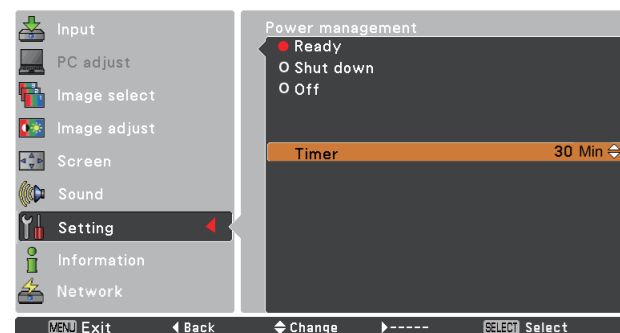 Input
PC adjust
Image select
Image adjust
Screen
Sound
Setting
Information
Network
Power management
Ready
Shut down
Off
Timer 30 Min
MENU Exit Back Change ----- SELECT Select